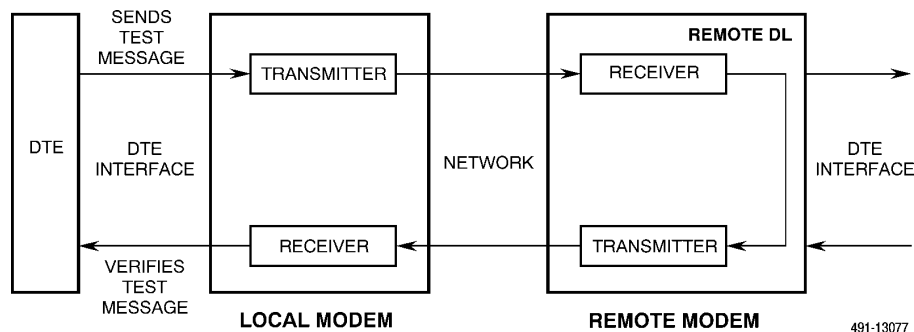 SENDS
TEST
MESSAGE
REMOTE DL
TRANSMITTER
RECEIVER
DTE
DTE
INTERFACE
NETWORK
DTE
INTERFACE
RECEIVER
TRANSMITTER
VERIFIES
TEST
MESSAGE
LOCAL MODEM
REMOTE MODEM
491-13077